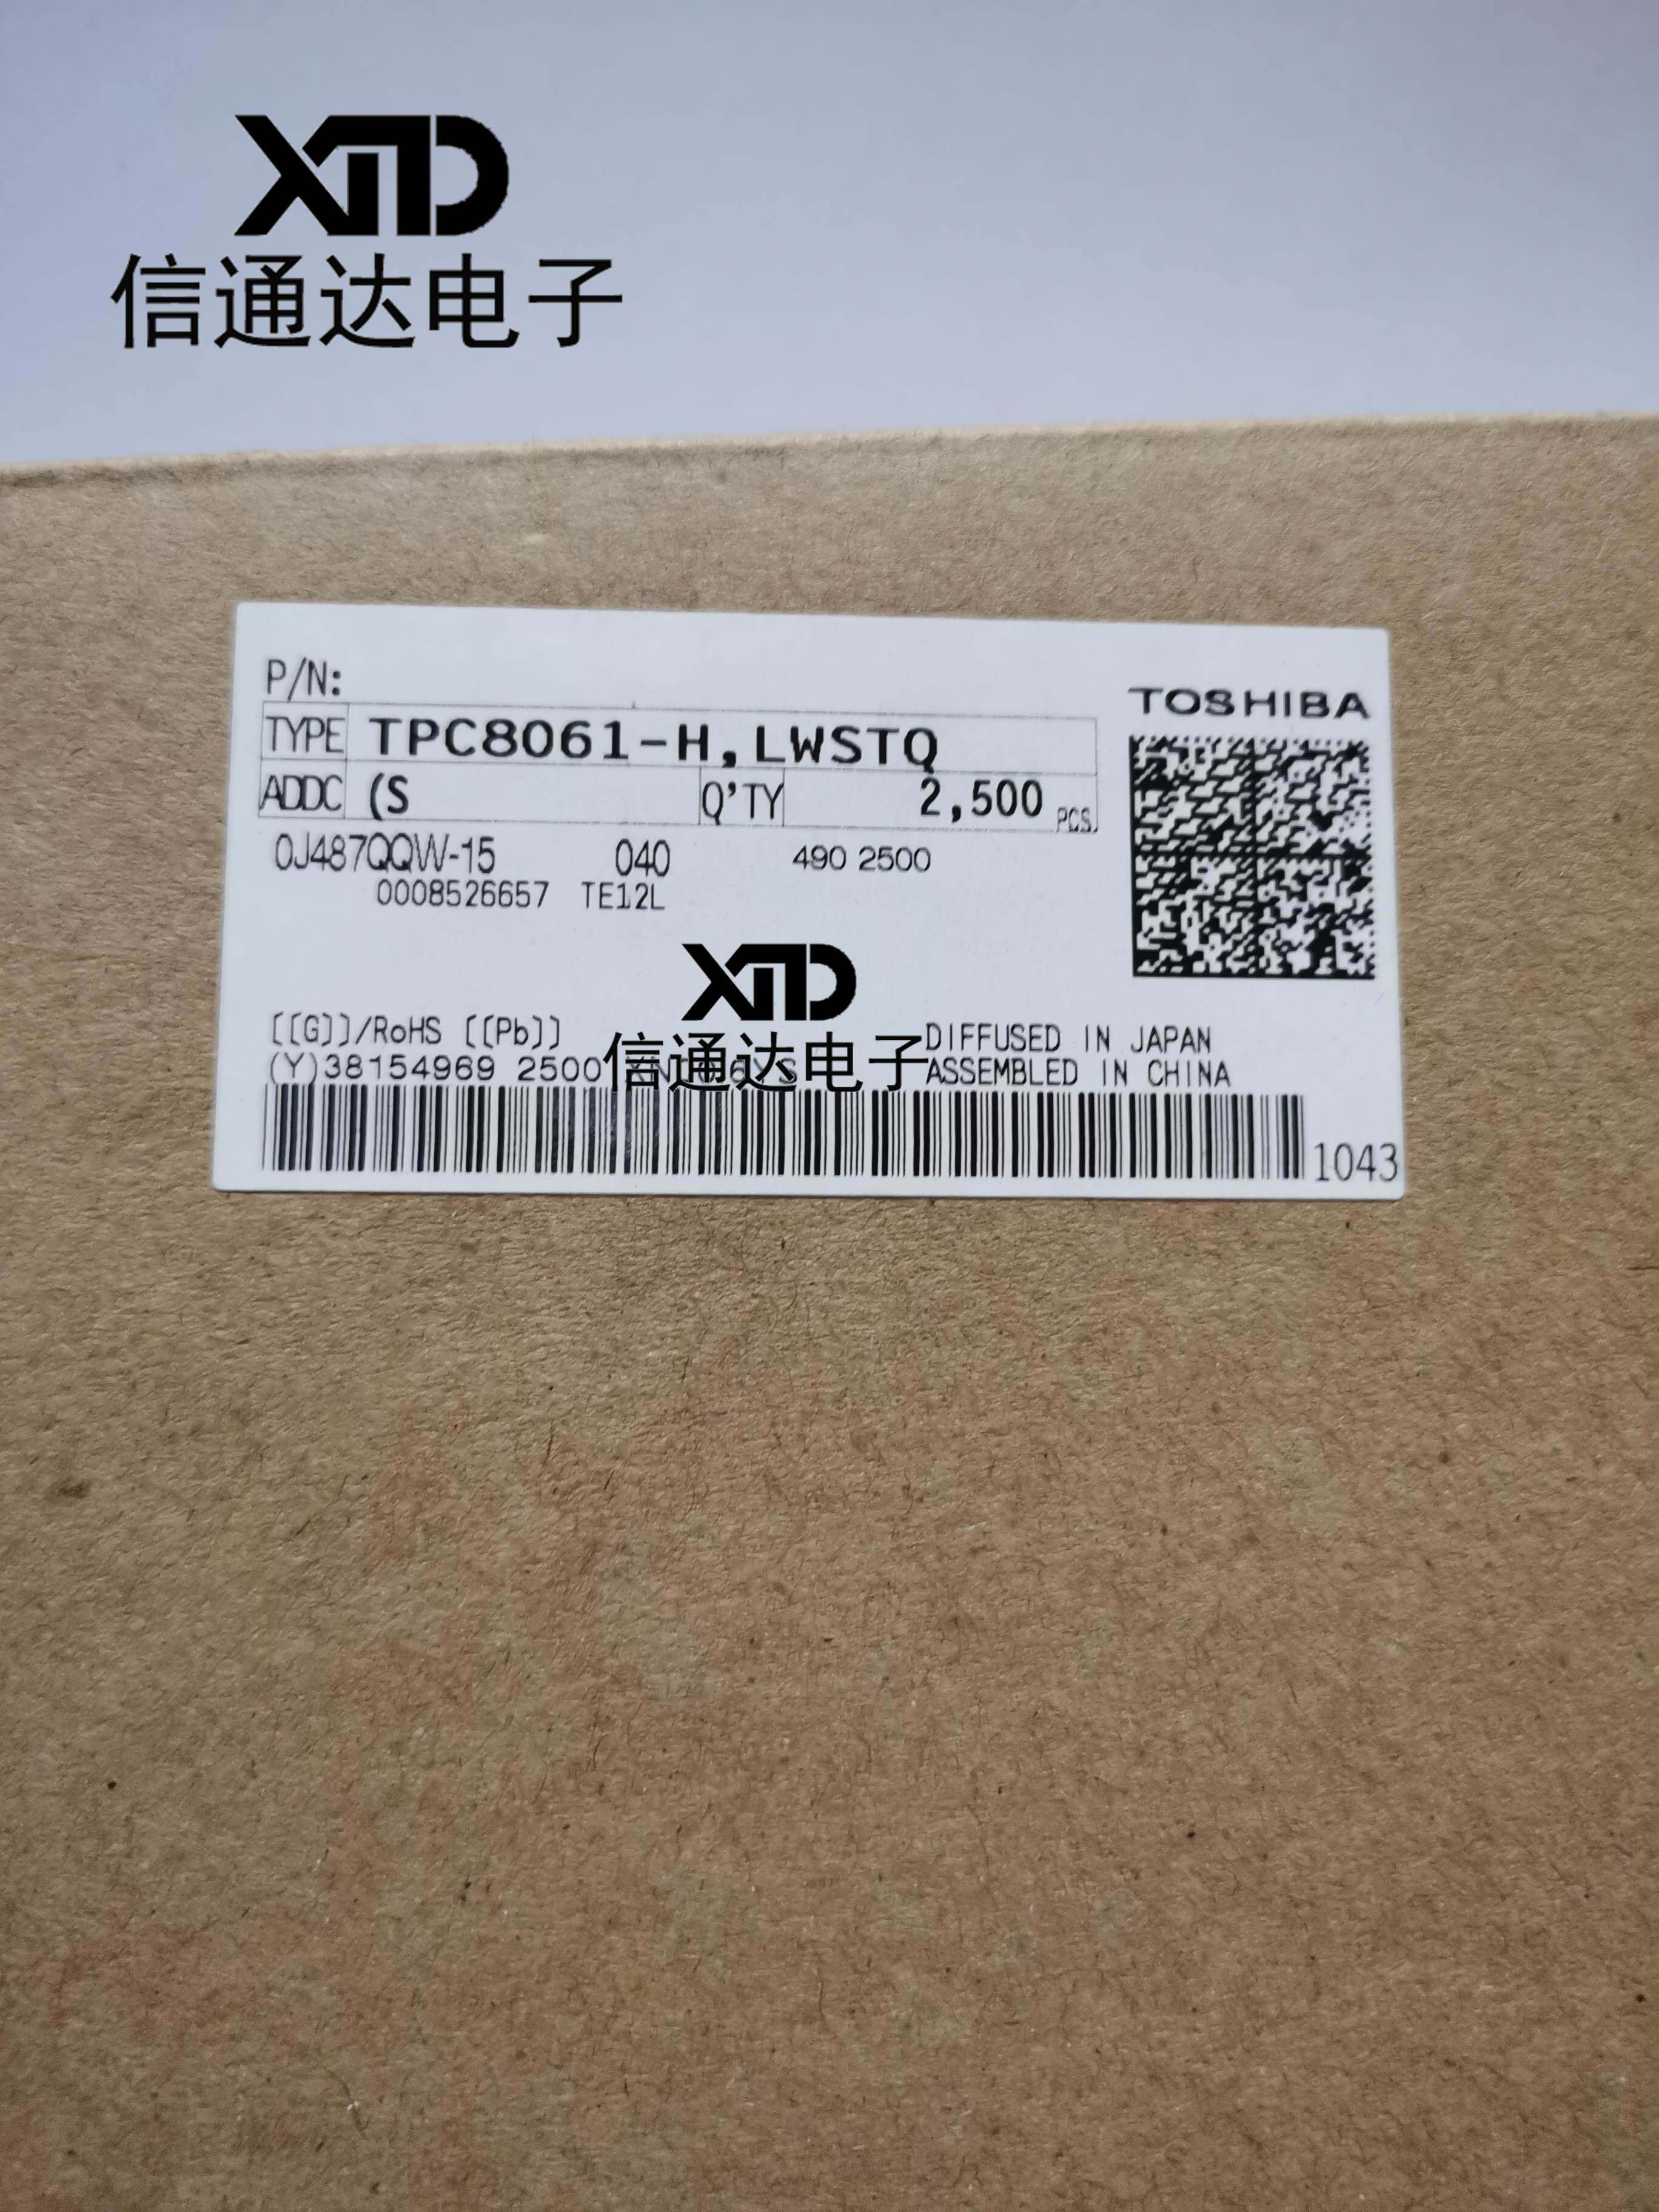 XTD
信通达电子
P/N:
TOSHIBA
TYPE TPC8061-H,LWSTQ
ADDC (S Q'TY 2,500 PCS.
0J487QQW-15 040 490 2500
0008526657 TE12L
XTD
信通达电子
[[G]]/RoHS [[Pb]] DIFFUSED IN JAPAN
(Y)38154969 2500 ASSEMBLED IN CHINA
1043